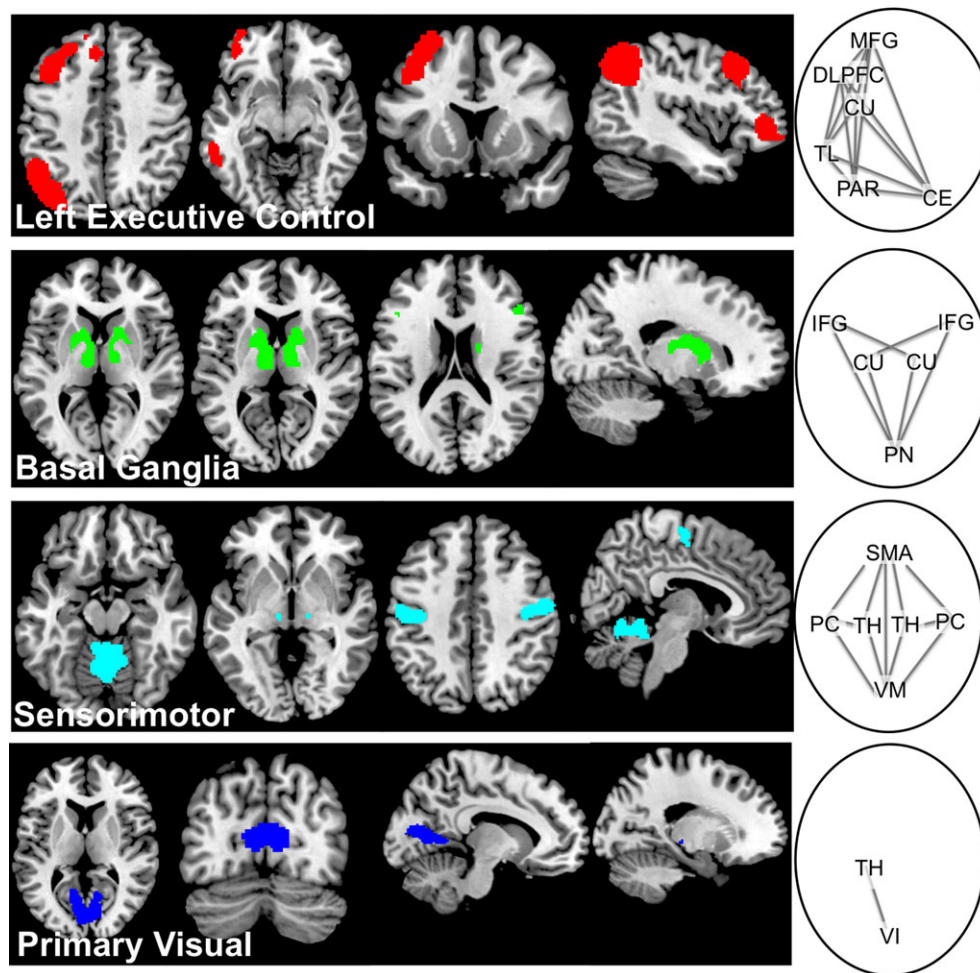 MFG
DLPFC
CU
TL
PAR
CE
Left Executive Control
IFG IFG
CU CU
PN
Basal Ganglia
SMA
PC TH TH PC
VM
Sensorimotor
TH
VI
Primary Visual